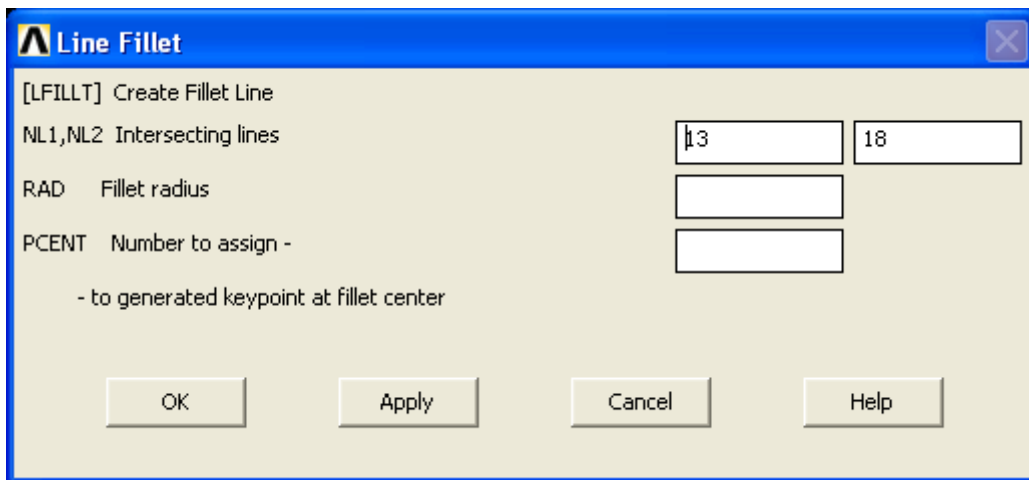 Line Fillet
[LFILLT] Create Fillet Line
NL1,NL2 Intersecting lines 13 18
RAD Fillet radius
PCENT Number to assign -
- to generated keypoint at fillet center
OK Apply Cancel Help